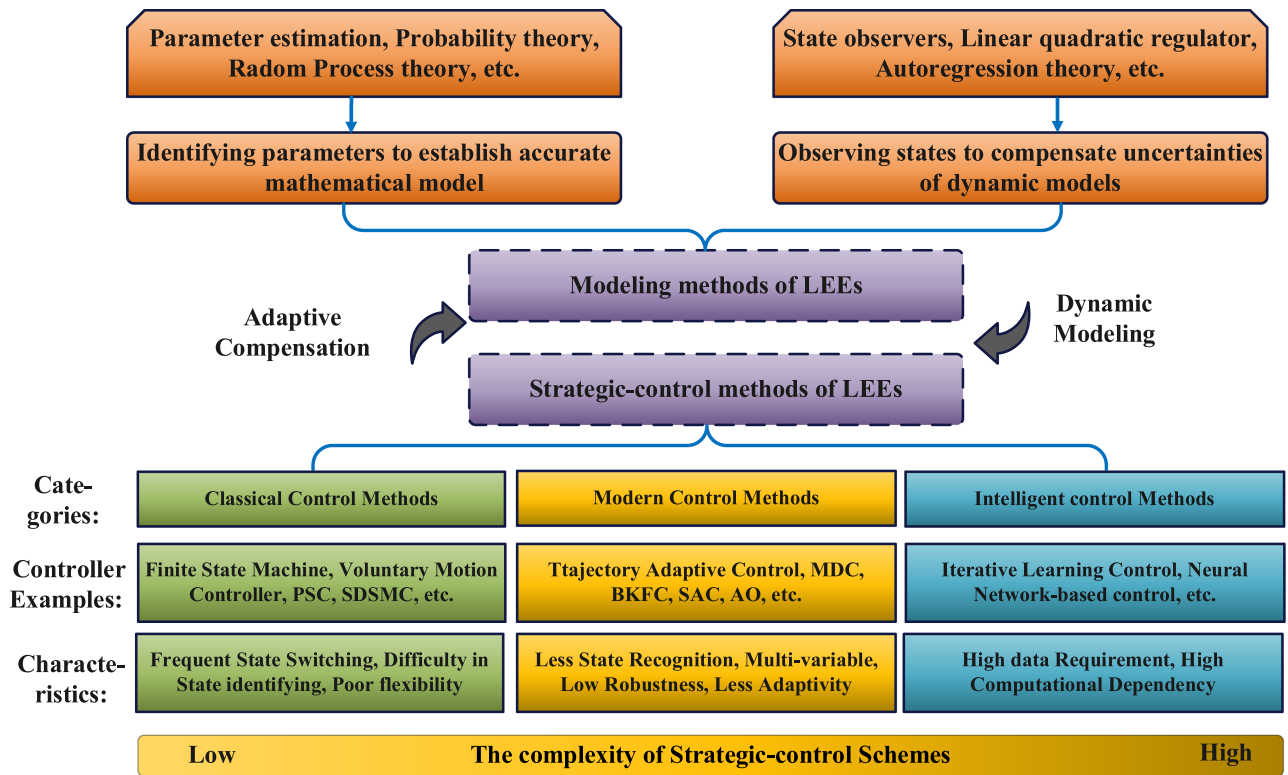 Parameter estimation, Probability theory,
Radom Process theory, etc.
State observers, Linear quadratic regulator,
Autoregression theory, etc.
Identifying parameters to establish accurate
mathematical model
Observing states to compensate uncertainties
of dynamic models
Modeling methods of LEEs
Adaptive
Compensation
Dynamic
Modeling
Strategic-control methods of LEEs
Cate-
gories:
Classical Control Methods
Modern Control Methods
Intelligent control Methods
Controller
Examples:
Finite State Machine, Voluntary Motion
Controller, PSC, SDSMC, etc.
Ttajectory Adaptive Control, MDC,
BKFC, SAC, AO, etc.
Iterative Learning Control, Neural
Network-based control, etc.
Characte-
ristics:
Frequent State Switching, Difficulty in
State identifying, Poor flexibility
Less State Recognition, Multi-variable,
Low Robustness, Less Adaptivity
High data Requirement, High
Computational Dependency
Low The complexity of Strategic-control Schemes High